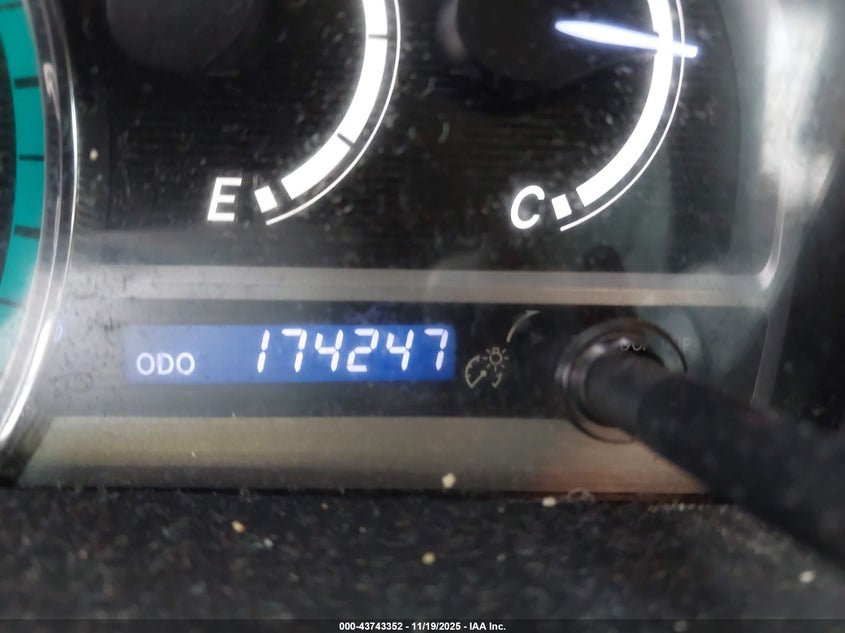 E
C
ODO 174247
000-43743352 - 11/19/2025 - IAA Inc.